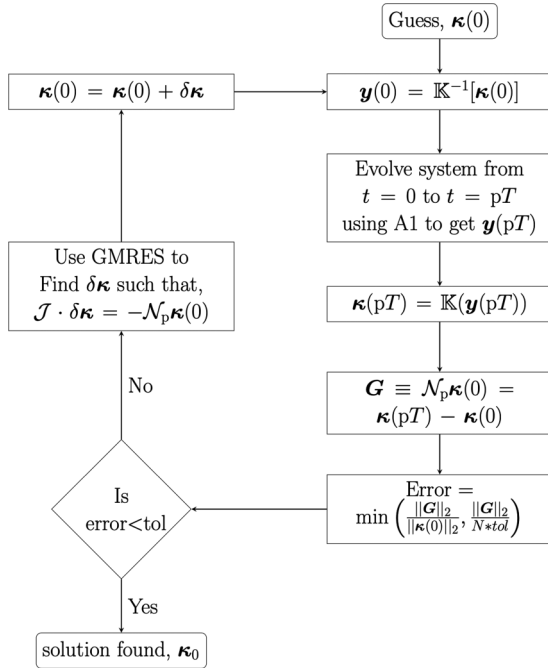 Guess, κ(0)
κ(0) = κ(0) + δκ
y(0) = 𝕂⁻¹[κ(0)]
Evolve system from
t = 0 to t = pT
using A1 to get y(pT)
κ(pT) = 𝕂(y(pT))
G ≡ 𝒩ₚκ(0) =
κ(pT) − κ(0)
Error =
min (||G||₂/||κ(0)||₂, ||G||₂/N∗tol)
Is
error<tol
No
Use GMRES to
Find δκ such that,
𝒥 · δκ = −𝒩ₚκ(0)
Yes
solution found, κ₀